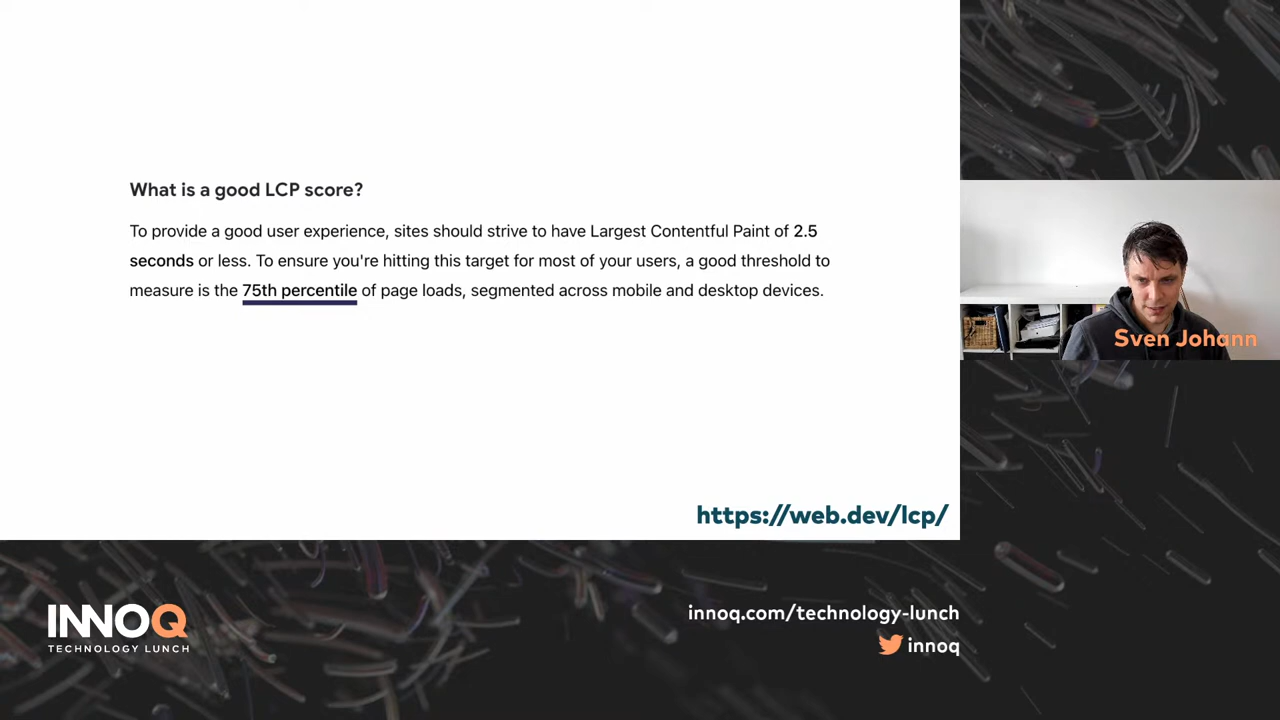 What is a good LCP score?
To provide a good user experience, sites should strive to have Largest Contentful Paint of 2.5
seconds or less. To ensure you're hitting this target for most of your users, a good threshold to
measure is the 75th percentile of page loads, segmented across mobile and desktop devices.
https://web.dev/lcp/
Sven Johann
INNOQ
TECHNOLOGY LUNCH
innoq.com/technology-lunch
innoq